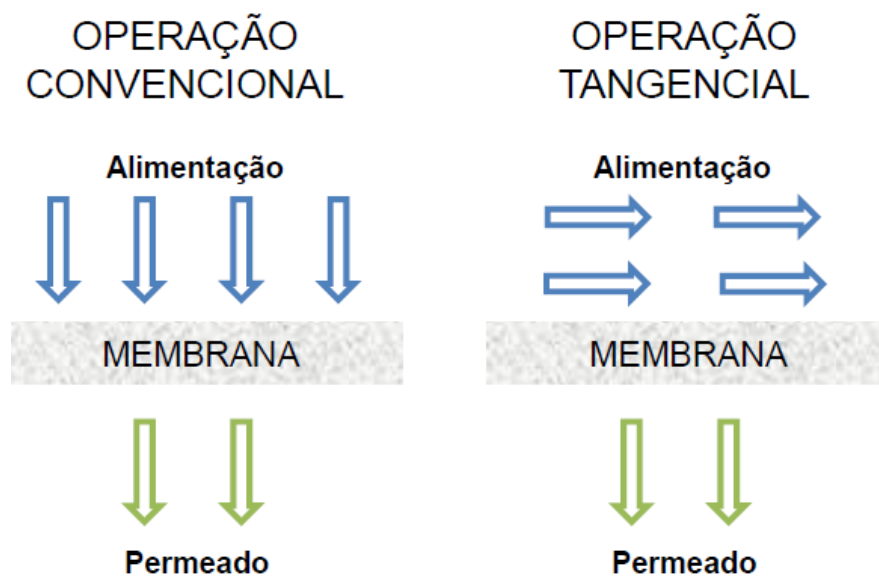 OPERAÇÃO
CONVENCIONAL
Alimentação
MEMBRANA
Permeado
OPERAÇÃO
TANGENCIAL
Alimentação
MEMBRANA
Permeado